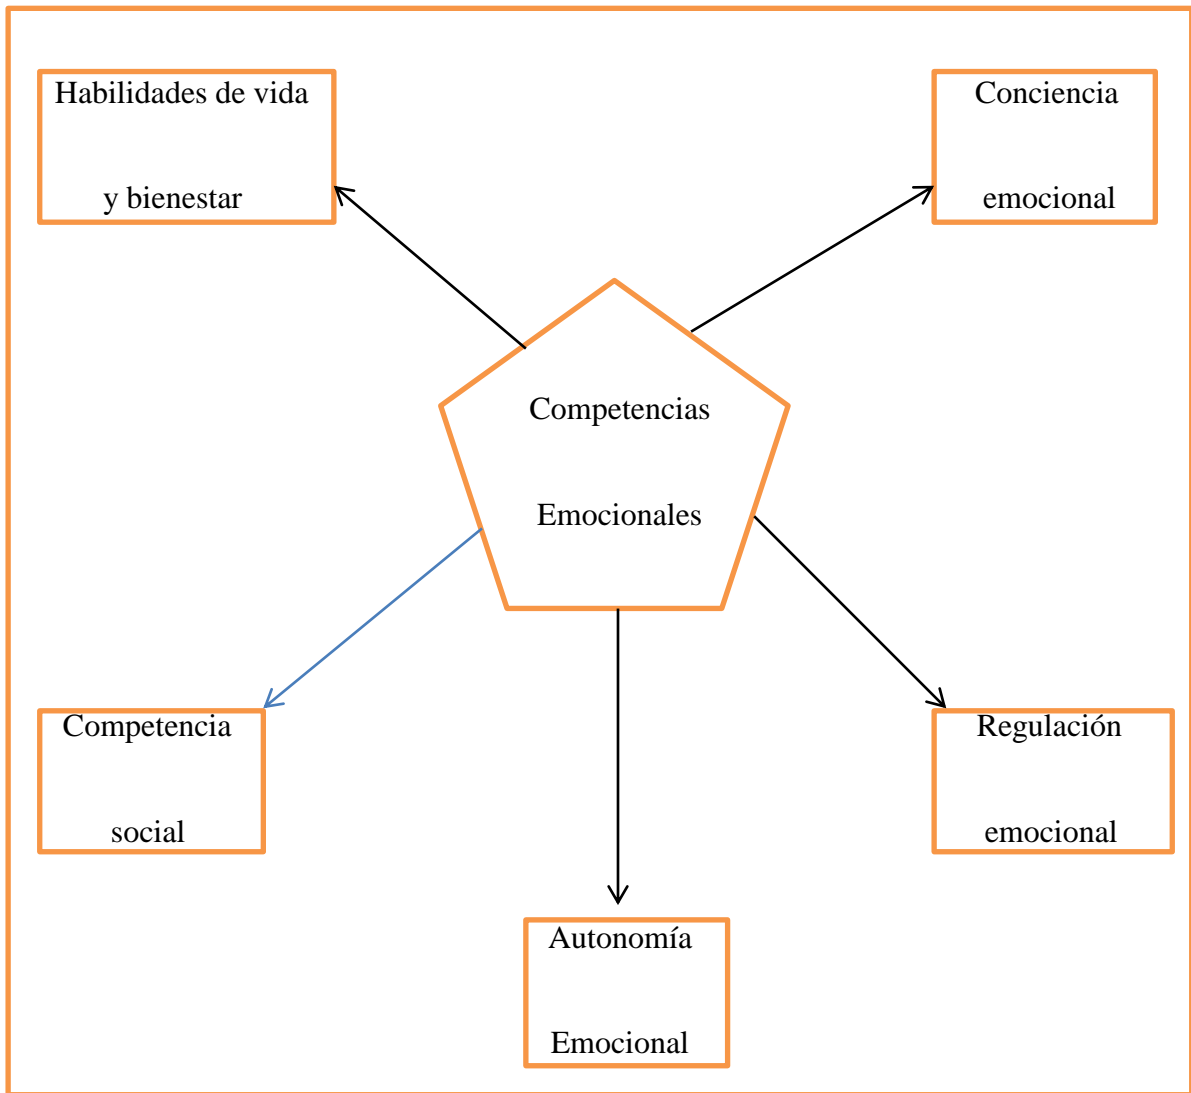 Habilidades de vida
y bienestar
Conciencia
emocional
Competencias
Emocionales
Competencia
social
Regulación
emocional
Autonomía
Emocional